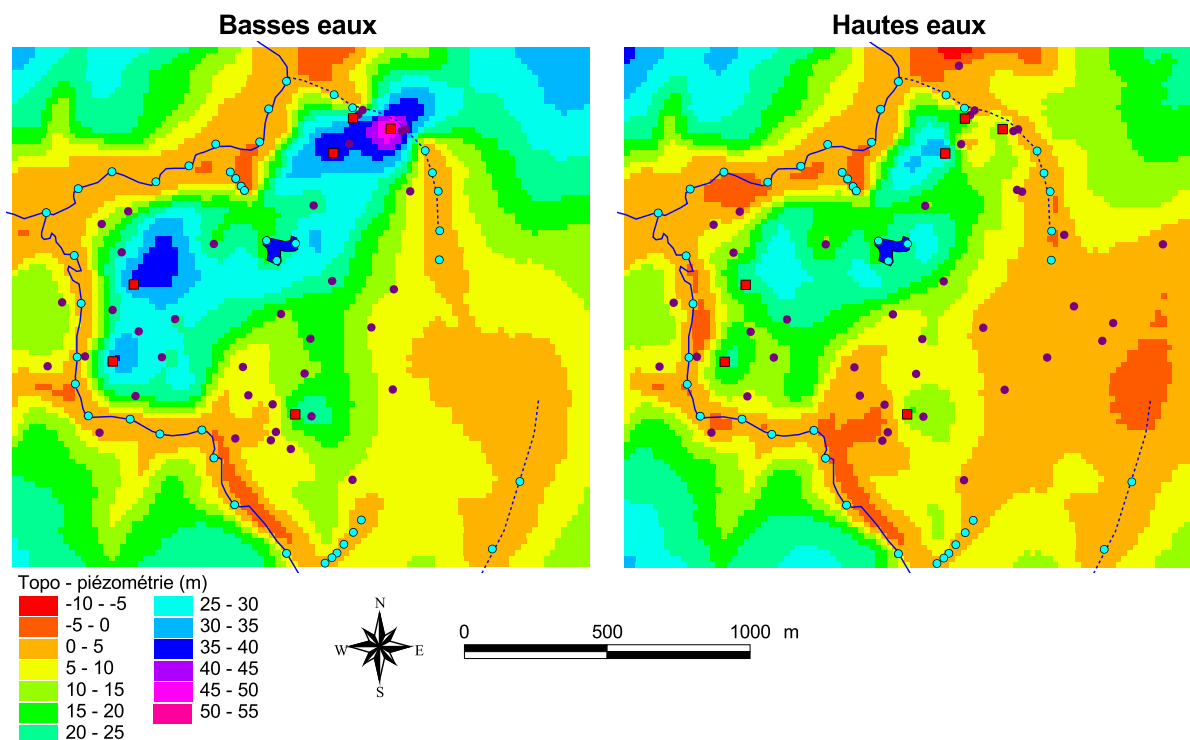 Basses eaux
Hautes eaux
Topo - piézométrie (m)
-10 - -5
-5 - 0
0 - 5
5 - 10
10 - 15
15 - 20
20 - 25
25 - 30
30 - 35
35 - 40
40 - 45
45 - 50
50 - 55
N
W
E
S
0 500 1000 m